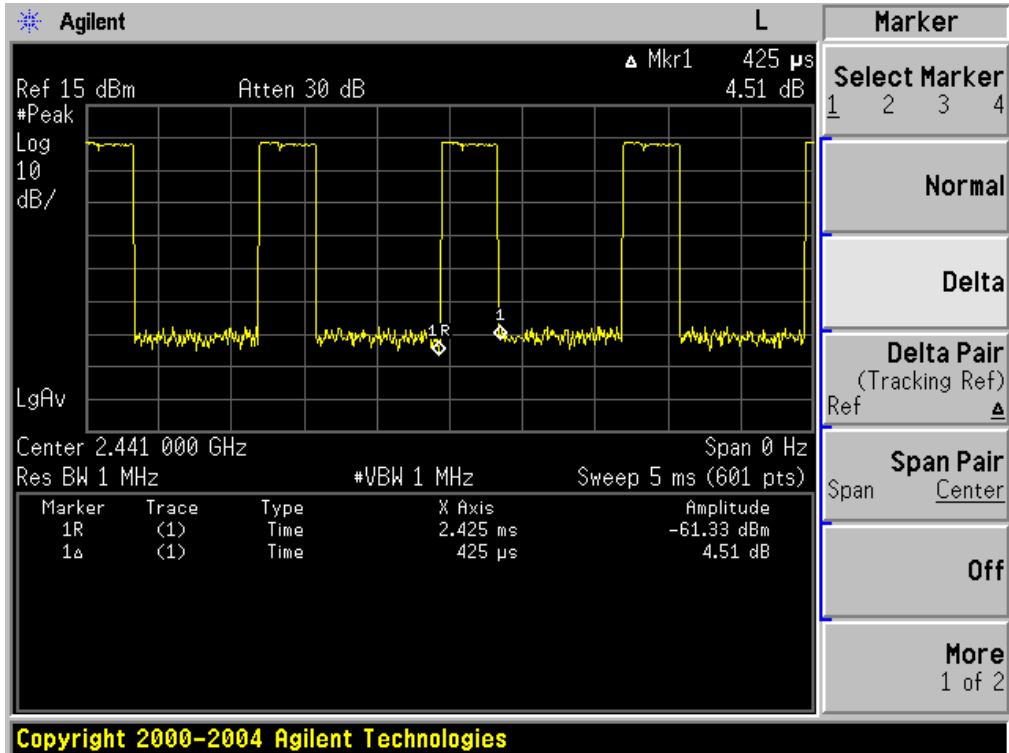 Agilent
L
Δ Mkr1 425 µs
Ref 15 dBm Atten 30 dB 4.51 dB
#Peak
Log
10
dB/
1R
1
LgAv
Center 2.441 000 GHz Span 0 Hz
Res BW 1 MHz #VBW 1 MHz Sweep 5 ms (601 pts)
Marker Trace Type X Axis Amplitude
1R (1) Time 2.425 ms -61.33 dBm
1Δ (1) Time 425 µs 4.51 dB
Marker
Select Marker
1 2 3 4
Normal
Delta
Delta Pair
(Tracking Ref)
Ref Δ
Span Pair
Span Center
Off
More
1 of 2
Copyright 2000-2004 Agilent Technologies